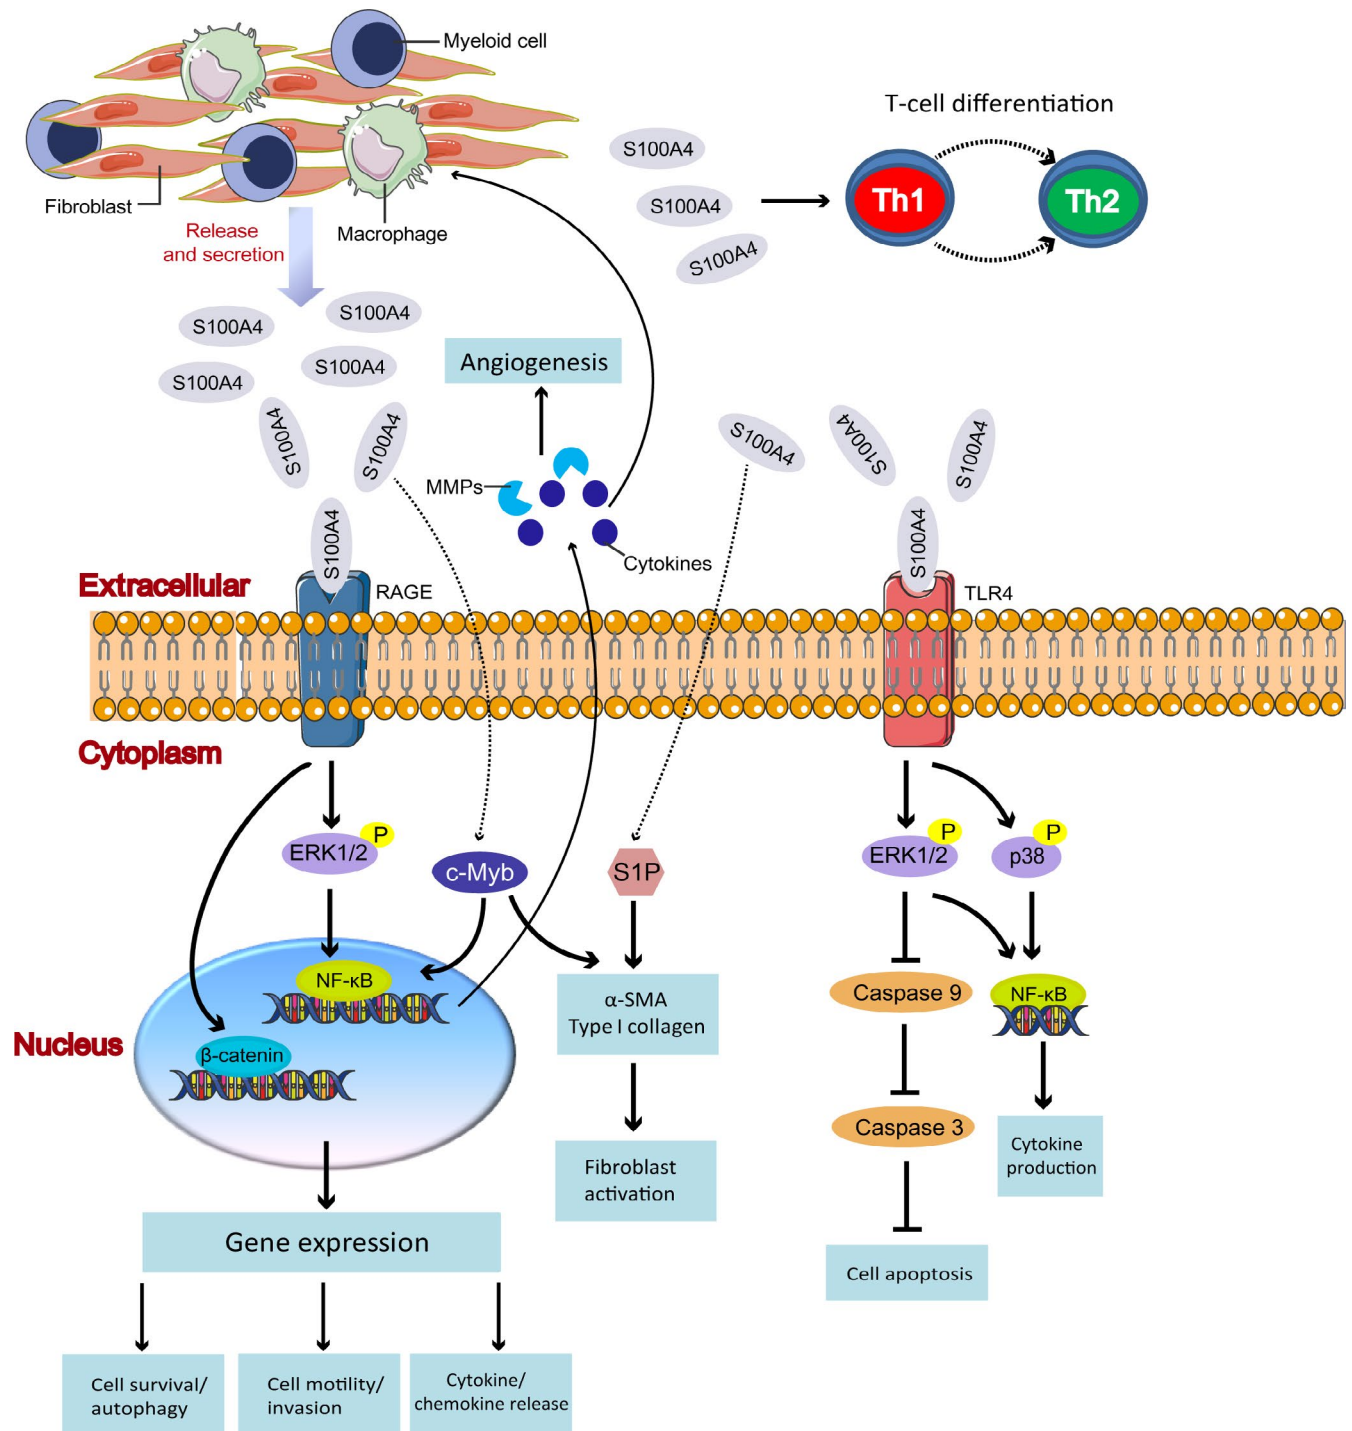 Myeloid cell
Fibroblast
Macrophage
Release
and secretion
S100A4
S100A4
S100A4
S100A4
S100A4
S100A4
S100A4
S100A4
S100A4
S100A4
T-cell differentiation
Th1
Th2
Angiogenesis
MMPs
Cytokines
S100A4
S100A4
S100A4
S100A4
Extracellular
RAGE
TLR4
Cytoplasm
ERK1/2
P
c-Myb
S1P
ERK1/2
P
p38
P
NF-κB
β-catenin
Nucleus
α-SMA
Type I collagen
Caspase 9
NF-κB
Caspase 3
Fibroblast
activation
Cytokine
production
Gene expression
Cell apoptosis
Cell survival/
autophagy
Cell motility/
invasion
Cytokine/
chemokine release